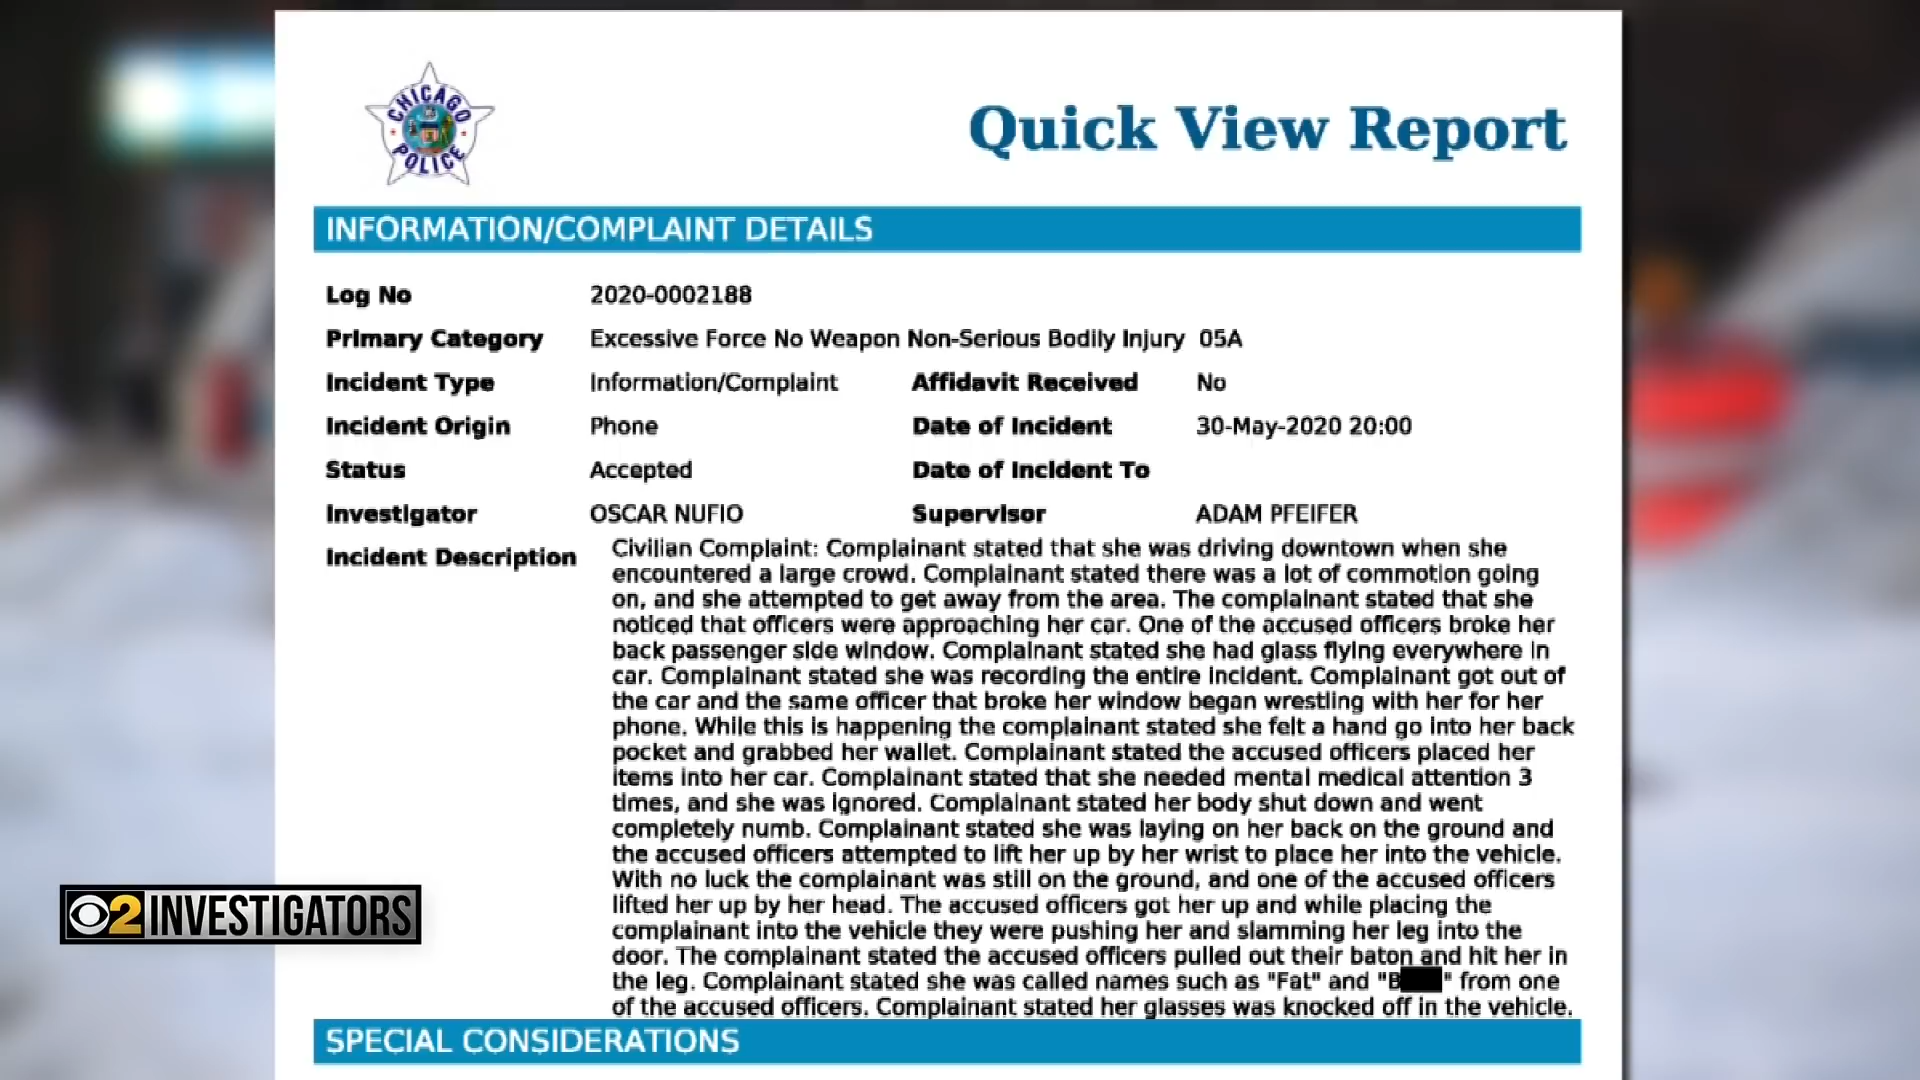 CHICAGO
POLICE
Quick View Report
INFORMATION/COMPLAINT DETAILS
Log No 2020-0002188
Primary Category Excessive Force No Weapon Non-Serious Bodily Injury 05A
Incident Type Information/Complaint Affidavit Received No
Incident Origin Phone Date of Incident 30-May-2020 20:00
Status Accepted Date of Incident To
Investigator OSCAR NUFIO Supervisor ADAM PFEIFER
Incident Description Civilian Complaint: Complainant stated that she was driving downtown when she
encountered a large crowd. Complainant stated there was a lot of commotion going
on, and she attempted to get away from the area. The complainant stated that she
noticed that officers were approaching her car. One of the accused officers broke her
back passenger side window. Complainant stated she had glass flying everywhere in
car. Complainant stated she was recording the entire incident. Complainant got out of
the car and the same officer that broke her window began wrestling with her for her
phone. While this is happening the complainant stated she felt a hand go into her back
pocket and grabbed her wallet. Complainant stated the accused officers placed her
items into her car. Complainant stated that she needed mental medical attention 3
times, and she was ignored. Complainant stated her body shut down and went
completely numb. Complainant stated she was laying on her back on the ground and
the accused officers attempted to lift her up by her wrist to place her into the vehicle.
With no luck the complainant was still on the ground, and one of the accused officers
lifted her up by her head. The accused officers got her up and while placing the
complainant into the vehicle they were pushing her and slamming her leg into the
door. The complainant stated the accused officers pulled out their baton and hit her in
the leg. Complainant stated she was called names such as "Fat" and "B" from one
of the accused officers. Complainant stated her glasses was knocked off in the vehicle.
SPECIAL CONSIDERATIONS
2 INVESTIGATORS